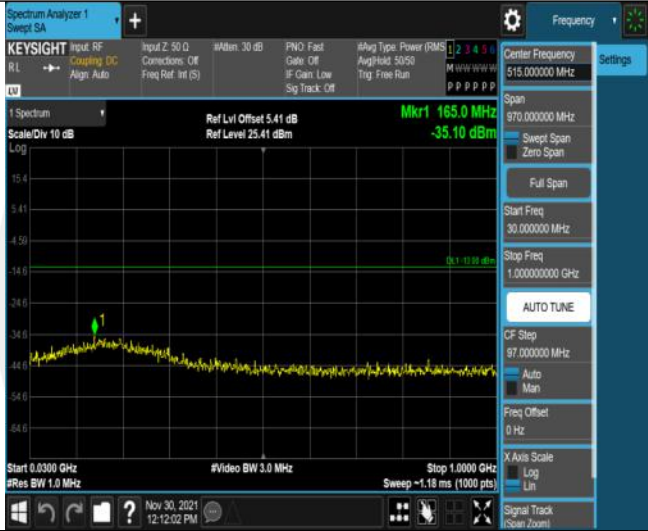 Spectrum Analyzer 1
Swept SA
+
Frequency
KEYSIGHT
RL
Input: RF
Coupling: DC
Align: Auto
Input Z: 50 Ω
Corrections: Off
Freq Ref: Int (S)
#Atten: 30 dB
PNO: Fast
Gate: Off
IF Gain: Low
Sig Track: Off
#Avg Type: Power (RMS
Avg|Hold: 50/50
Trig: Free Run
1 2 3 4 5 6
M W W W W W
P P P P P P
LV
1 Spectrum
Scale/Div 10 dB
Log
Ref Lvl Offset 5.41 dB
Ref Level 25.41 dBm
Mkr1 165.0 MHz
-35.10 dBm
15.4
5.41
-4.59
DL1 -13.00 dBm
-14.6
-24.6
1
-34.6
-44.6
-54.6
-64.6
Start 0.0300 GHz
#Res BW 1.0 MHz
#Video BW 3.0 MHz
Stop 1.0000 GHz
Sweep ~1.18 ms (1000 pts)
?
Nov 30, 2021
12:12:02 PM
Center Frequency
515.000000 MHz
Settings
Span
970.000000 MHz
Swept Span
Zero Span
Full Span
Start Freq
30.000000 MHz
Stop Freq
1.000000000 GHz
AUTO TUNE
CF Step
97.000000 MHz
Auto
Man
Freq Offset
0 Hz
X Axis Scale
Log
Lin
Signal Track
(Span Zoom)